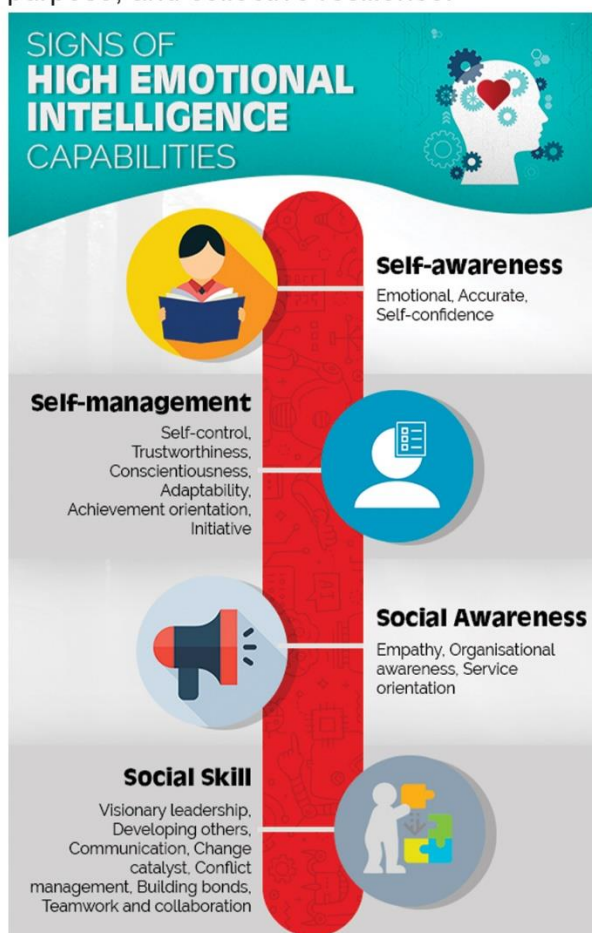 SIGNS OF
HIGH EMOTIONAL
INTELLIGENCE
CAPABILITIES
Self-awareness
Emotional, Accurate,
Self-confidence
Self-management
Self-control,
Trustworthiness,
Conscientiousness,
Adaptability,
Achievement orientation,
Initiative
Social Awareness
Empathy, Organisational
awareness, Service
orientation
Social Skill
Visionary leadership,
Developing others,
Communication, Change
catalyst, Conflict
management, Building bonds,
Teamwork and collaboration